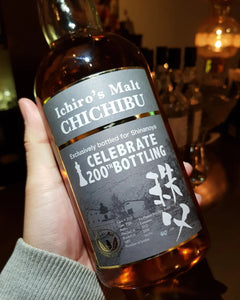 Ichiro's Malt
CHICHIBU
Exclusively bottled for Shinanoya
CELEBRATE
200TH BOTTLING
秩父